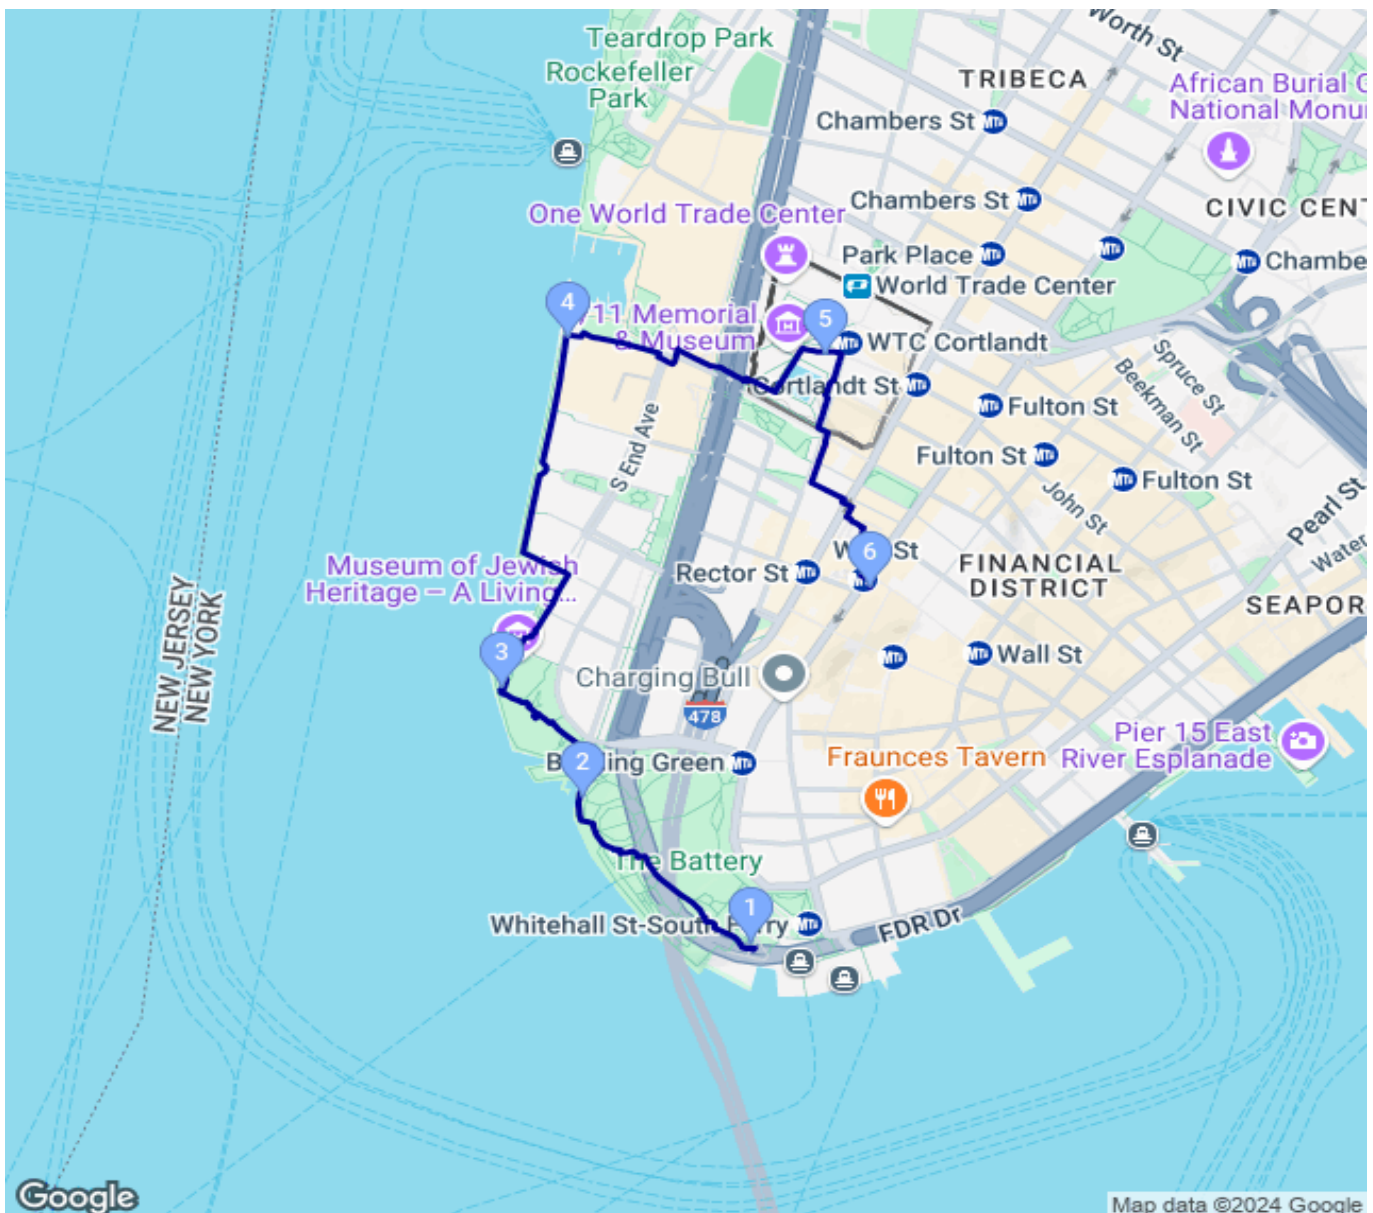 Worth St
Teardrop Park
Rockefeller
Park
TRIBECA
African Burial G
National Monu
Chambers St
Chambers St
CIVIC CENT
One World Trade Center
Park Place
Chambe
World Trade Center
4
11 Memorial
& Museum
5
WTC Cortlandt
Spruce St
Beekman St
Cortlandt St
Fulton St
S End Ave
Fulton St
Fulton St
John St
Pearl St
Water
W
6
St
Museum of Jewish
Heritage – A Living...
Rector St
FINANCIAL
DISTRICT
SEAPOR
NEW JERSEY
NEW YORK
3
Wall St
Charging Bull
478
Pier 15 East
River Esplanade
2
B
ling Green
Fraunces Tavern
The Battery
1
Whitehall St-South Ferry
FDR Dr
Google
Map data ©2024 Google